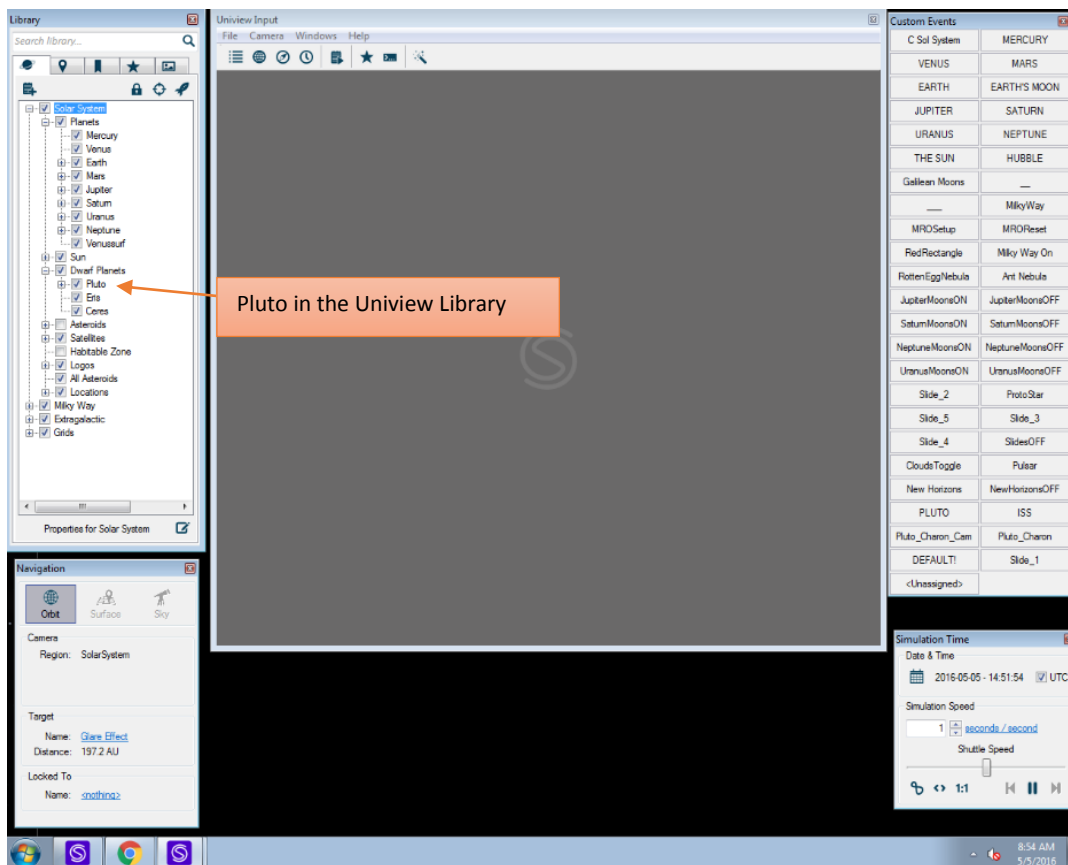 Library
Search library...
Solar System
Planets
Mercury
Venus
Earth
Mars
Jupiter
Saturn
Uranus
Neptune
Venussurf
Sun
Dwarf Planets
Pluto
Eris
Ceres
Asteroids
Satellites
Habitable Zone
Logos
All Asteroids
Locations
Milky Way
Extragalactic
Grids
Properties for Solar System
Navigation
Orbit Surface Sky
Camera
Region: SolarSystem
Target
Name: Glare Effect
Distance: 197.2 AU
Locked To
Name: <nothing>
Uniview Input
File Camera Windows Help
Pluto in the Uniview Library
Custom Events
C Sol System MERCURY
VENUS MARS
EARTH EARTH'S MOON
JUPITER SATURN
URANUS NEPTUNE
THE SUN HUBBLE
Galilean Moons __
___ MilkyWay
MROSetup MROReset
RedRectangle Milky Way On
RottenEggNebula Ant Nebula
JupiterMoonsON JupiterMoonsOFF
SaturnMoonsON SaturnMoonsOFF
NeptuneMoonsON NeptuneMoonsOFF
UranusMoonsON UranusMoonsOFF
Slide_2 ProtoStar
Slide_5 Slide_3
Slide_4 SlidesOFF
CloudsToggle Pulsar
New Horizons NewHorizonsOFF
PLUTO ISS
Pluto_Charon_Cam Pluto_Charon
DEFAULT! Slide_1
<Unassigned>
Simulation Time
Date & Time
2016-05-05 - 14:51:54 UTC
Simulation Speed
1 seconds / second
Shuttle Speed
1:1
8:54 AM
5/5/2016